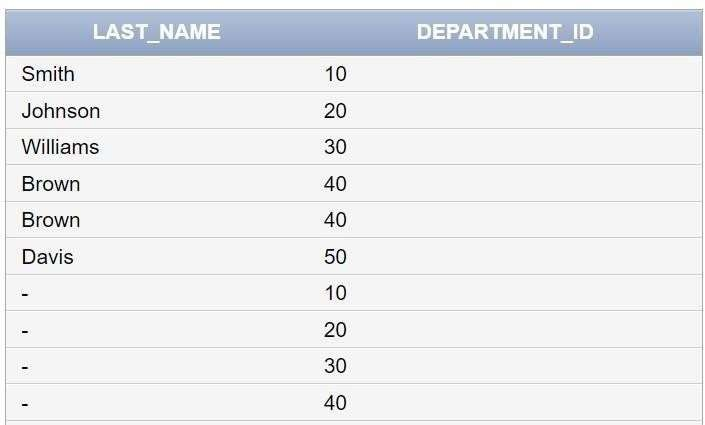 LAST_NAME DEPARTMENT_ID
Smith 10
Johnson 20
Williams 30
Brown 40
Brown 40
Davis 50
- 10
- 20
- 30
- 40